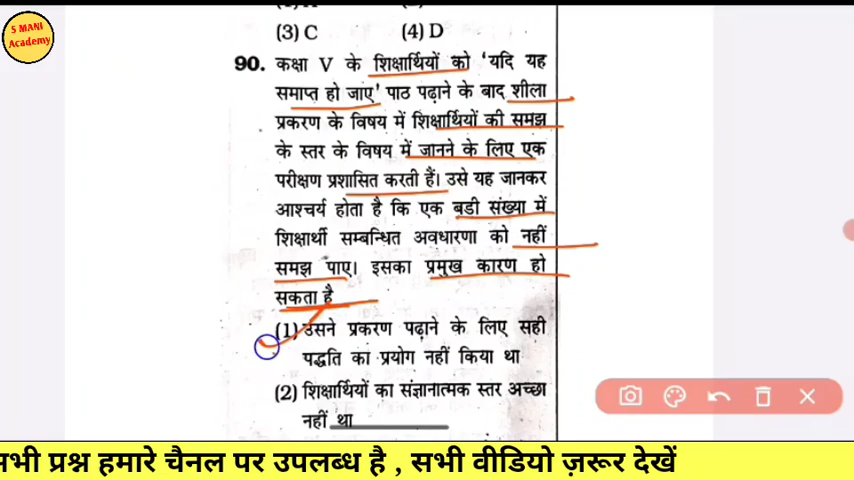 S MANI
Academy
(3) C (4) D
90. कक्षा V के शिक्षार्थियों को 'यदि यह
समाप्त हो जाए' पाठ पढ़ाने के बाद शीला
प्रकरण के विषय में शिक्षार्थियों की समझ
के स्तर के विषय में जानने के लिए एक
परीक्षण प्रशासित करती हैं। उसे यह जानकर
आश्चर्य होता है कि एक बडी संख्या में
शिक्षार्थी सम्बन्धित अवधारणा को नहीं
समझ पाए। इसका प्रमुख कारण हो
सकता है
(1) उसने प्रकरण पढ़ाने के लिए सही
पद्धति का प्रयोग नहीं किया था
(2) शिक्षार्थियों का संज्ञानात्मक स्तर अच्छा
नहीं था
सभी प्रश्न हमारे चैनल पर उपलब्ध है , सभी वीडियो ज़रूर देखें